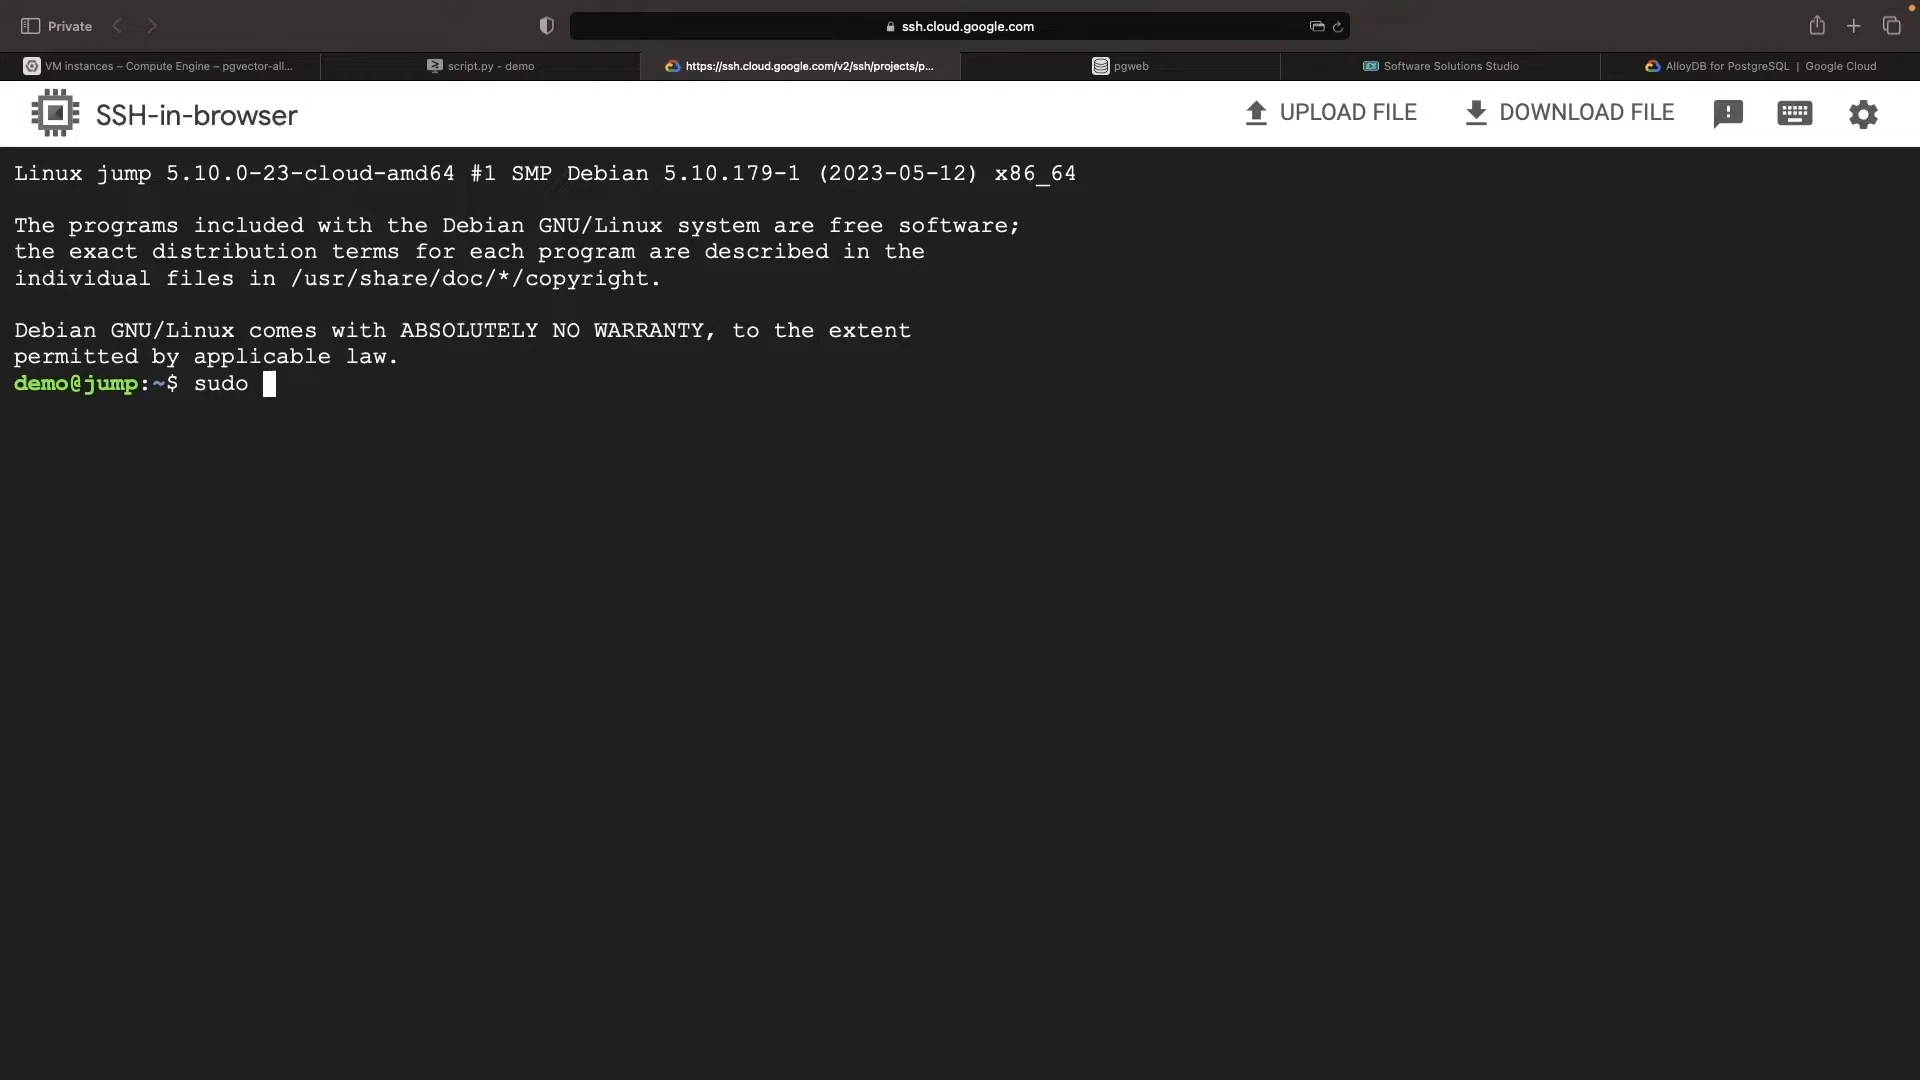 Private
ssh.cloud.google.com
VM instances – Compute Engine – pgvector-all...
script.py - demo
https://ssh.cloud.google.com/v2/ssh/projects/p...
pgweb
Software Solutions Studio
AlloyDB for PostgreSQL | Google Cloud
SSH-in-browser
UPLOAD FILE
DOWNLOAD FILE
Linux jump 5.10.0-23-cloud-amd64 #1 SMP Debian 5.10.179-1 (2023-05-12) x86_64
The programs included with the Debian GNU/Linux system are free software;
the exact distribution terms for each program are described in the
individual files in /usr/share/doc/*/copyright.
Debian GNU/Linux comes with ABSOLUTELY NO WARRANTY, to the extent
permitted by applicable law.
demo@jump:~$ sudo